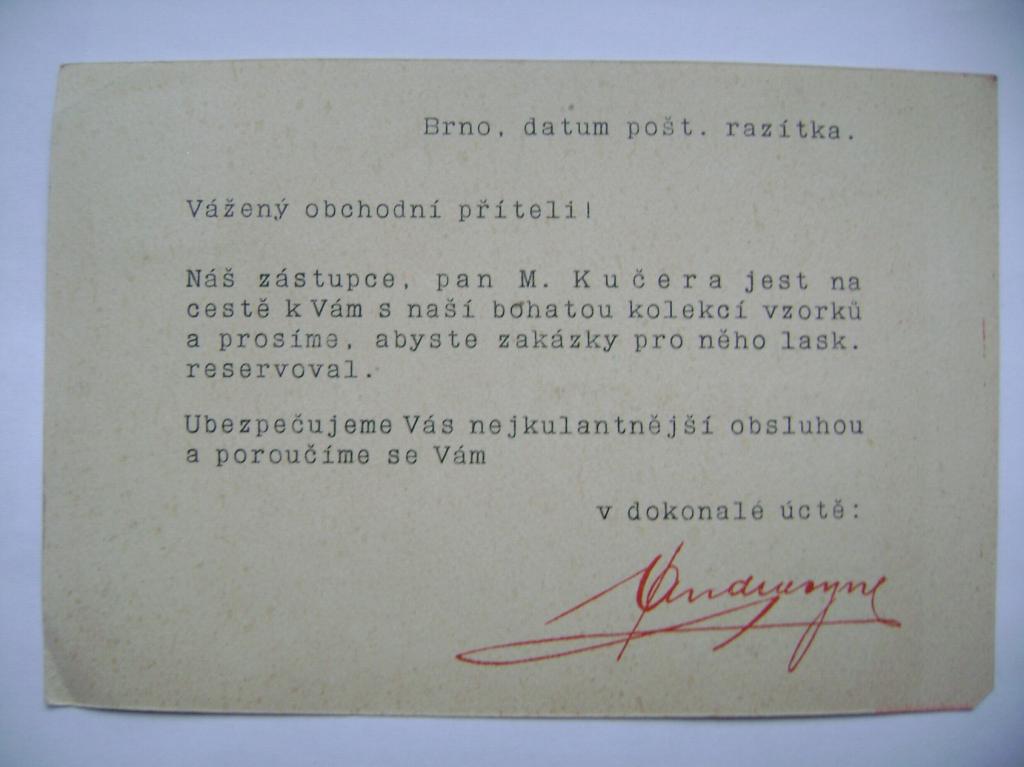 Brno, datum pošt. razítka.
Vážený obchodní příteli!
Náš zástupce, pan M. Kučera jest na
cestě k Vám s naší bohatou kolekcí vzorků
a prosíme, abyste zakázky pro něho lask.
reservoval.
Ubezpečujeme Vás nejkulantnější obsluhou
a poroučíme se Vám
v dokonalé úctě: